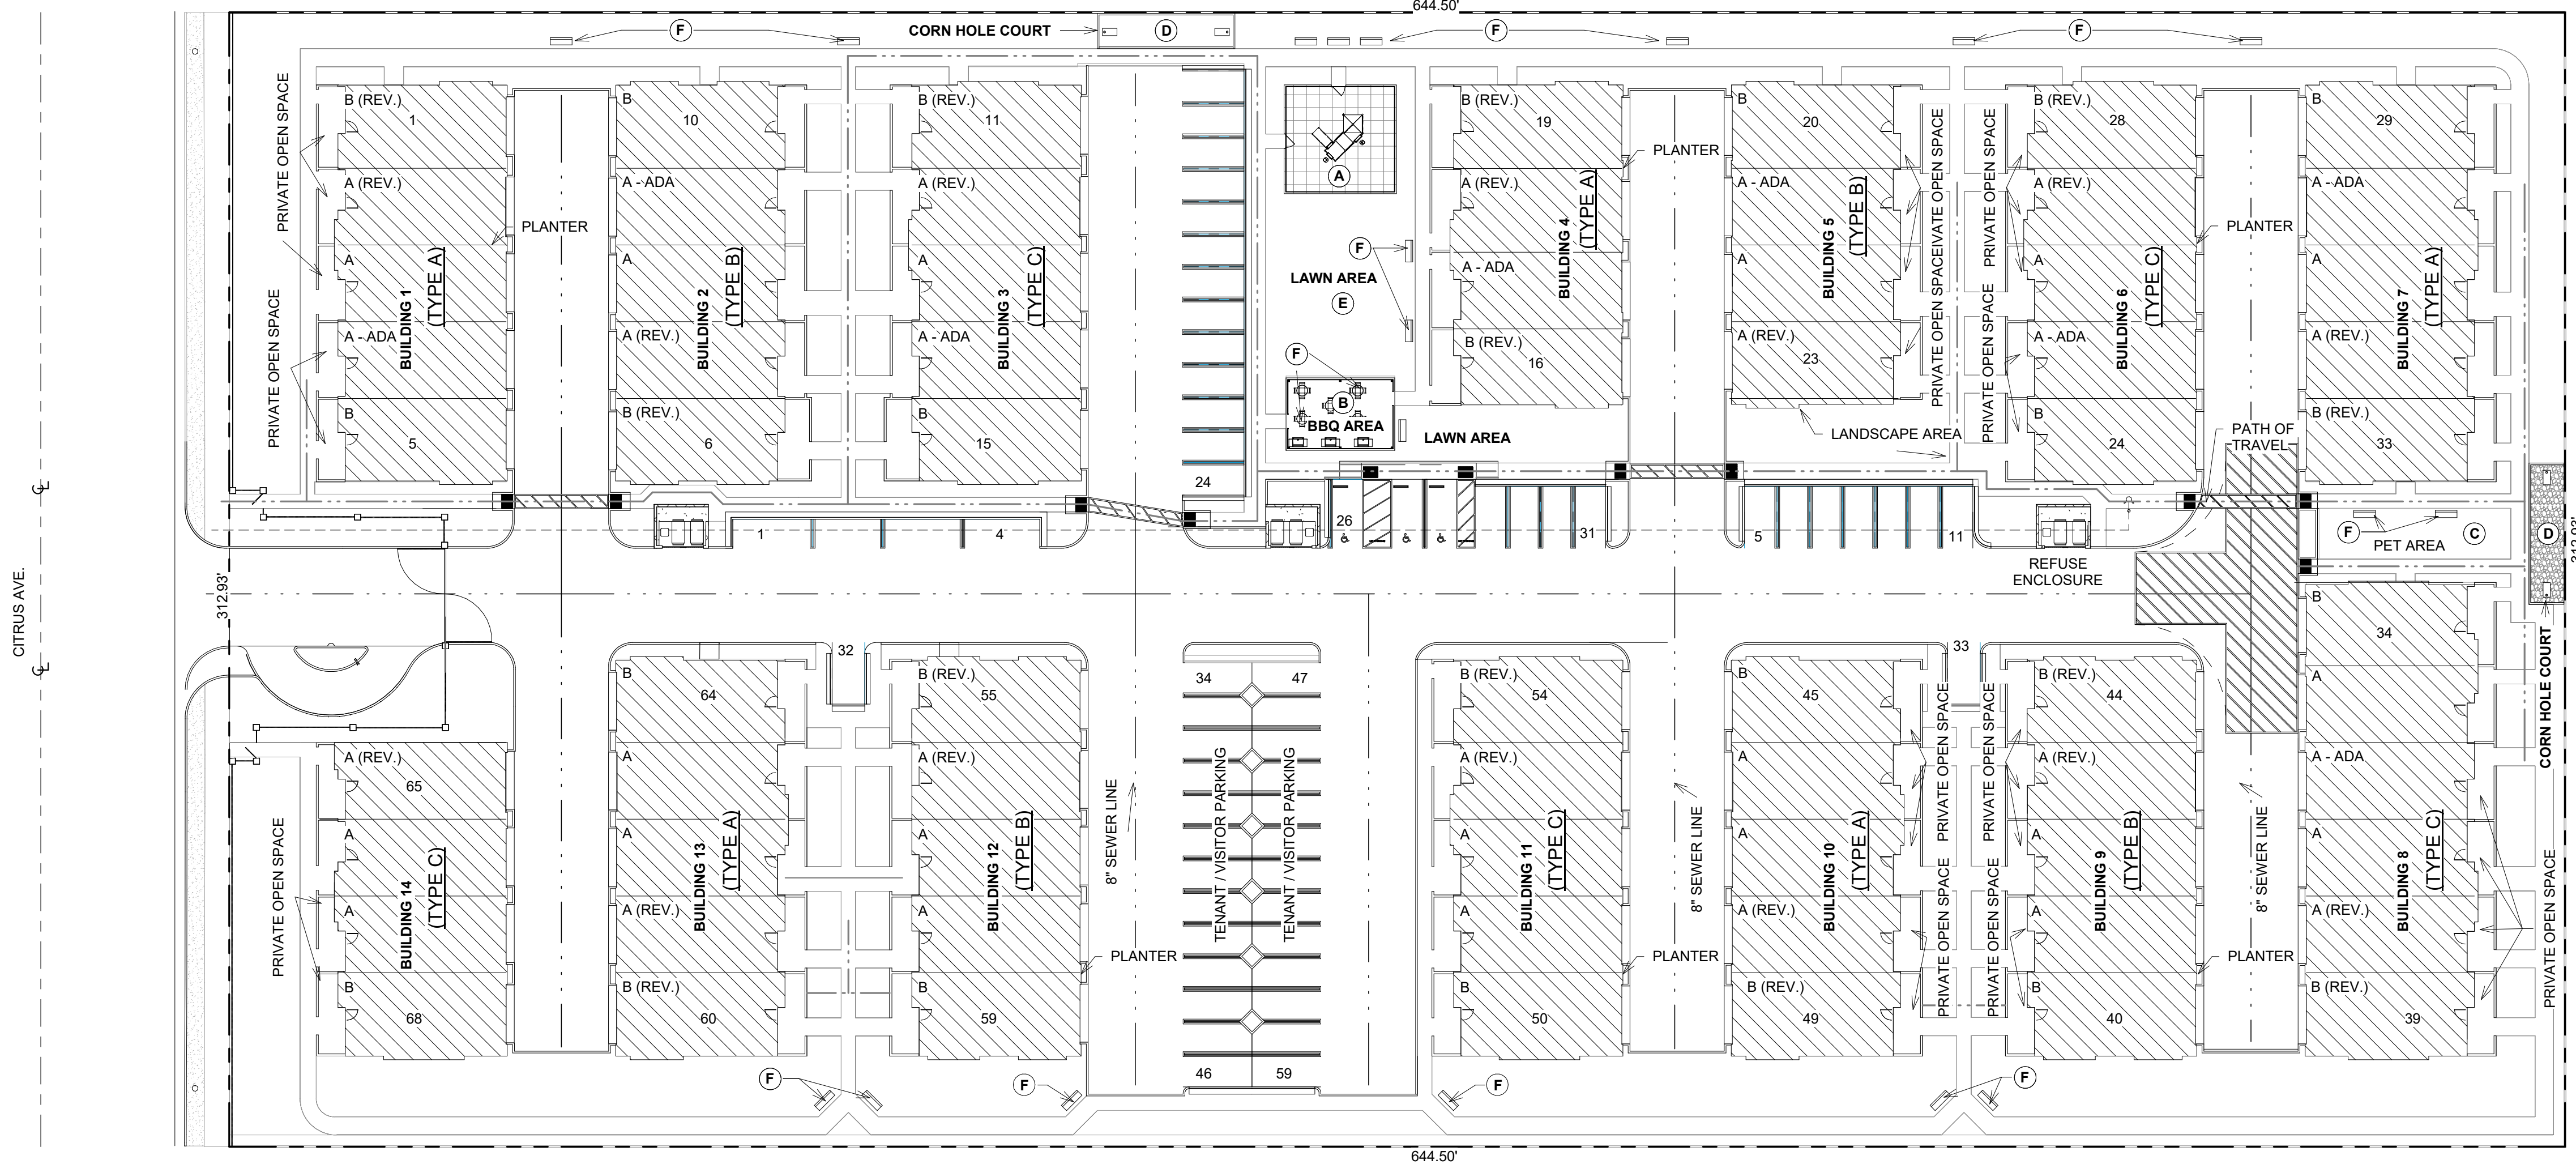 644.50'
CORN HOLE COURT
D
F
F
F
CITRUS AVE.
℄
℄
312.93'
PRIVATE OPEN SPACE
PRIVATE OPEN SPACE
B (REV.)
1
A (REV.)
A
A - ADA
B
5
BUILDING 1
(TYPE A)
PLANTER
B
10
A - ADA
A
A (REV.)
B (REV.)
6
BUILDING 2
(TYPE B)
B (REV.)
11
A (REV.)
A
A - ADA
B
15
BUILDING 3
(TYPE C)
24
A
F
LAWN AREA
E
F
B
BBQ AREA
LAWN AREA
B (REV.)
19
A (REV.)
A - ADA
B (REV.)
16
BUILDING 4
(TYPE A)
PLANTER
B
20
A - ADA
A
A (REV.)
23
BUILDING 5
(TYPE B)
LANDSCAPE AREA
PRIVATE OPEN SPACE
PRIVATE OPEN SPACEIVATE OPEN SPACE
PRIVATE OPEN SPACE
PRIVATE OPEN SPACE
B (REV.)
28
A (REV.)
A
A - ADA
B
24
BUILDING 6
(TYPE C)
PLANTER
PATH OF
TRAVEL
B
29
A - ADA
A
A (REV.)
B (REV.)
33
BUILDING 7
(TYPE A)
1
4
26
31
5
11
REFUSE
ENCLOSURE
F
PET AREA
C
D
312.93'
CORN HOLE COURT
32
33
34
47
46
59
TENANT / VISITOR PARKING
TENANT / VISITOR PARKING
8" SEWER LINE
PLANTER
A (REV.)
65
A
A
B
68
BUILDING 14
(TYPE C)
PRIVATE OPEN SPACE
B
64
A
A
A (REV.)
B (REV.)
60
BUILDING 13
(TYPE A)
B (REV.)
55
A (REV.)
A
A
B
59
BUILDING 12
(TYPE B)
B (REV.)
54
A (REV.)
A
A
B
50
BUILDING 11
(TYPE C)
8" SEWER LINE
PLANTER
B
45
A
A
A (REV.)
B (REV.)
49
BUILDING 10
(TYPE A)
PRIVATE OPEN SPACE
PRIVATE OPEN SPACE
PRIVATE OPEN SPACE
PRIVATE OPEN SPACE
B (REV.)
44
A (REV.)
A
A
B
40
BUILDING 9
(TYPE B)
8" SEWER LINE
PLANTER
B
34
A
A - ADA
A
A (REV.)
B (REV.)
39
BUILDING 8
(TYPE C)
PRIVATE OPEN SPACE
F
F
F
F
644.50'